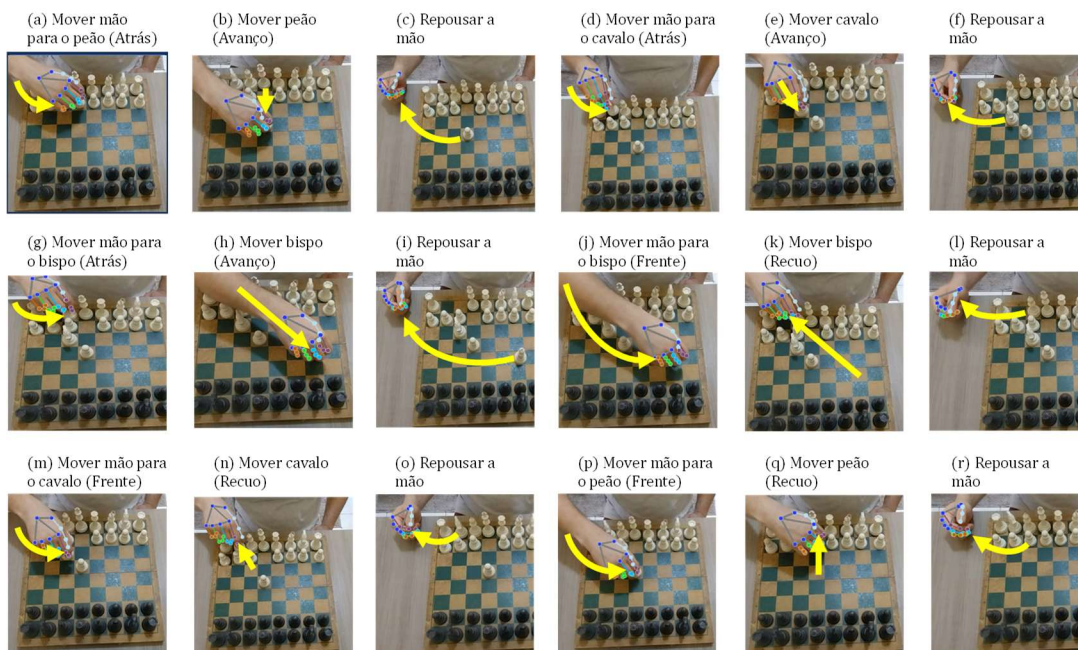 (a) Mover mão
para o peão (Atrás)
(b) Mover peão
(Avanço)
(c) Repousar a
mão
(d) Mover mão para
o cavalo (Atrás)
(e) Mover cavalo
(Avanço)
(f) Repousar a
mão
(g) Mover mão para
o bispo (Atrás)
(h) Mover bispo
(Avanço)
(i) Repousar a
mão
(j) Mover mão para
o bispo (Frente)
(k) Mover bispo
(Recuo)
(l) Repousar a
mão
(m) Mover mão para
o cavalo (Frente)
(n) Mover cavalo
(Recuo)
(o) Repousar a
mão
(p) Mover mão para
o peão (Frente)
(q) Mover peão
(Recuo)
(r) Repousar a
mão